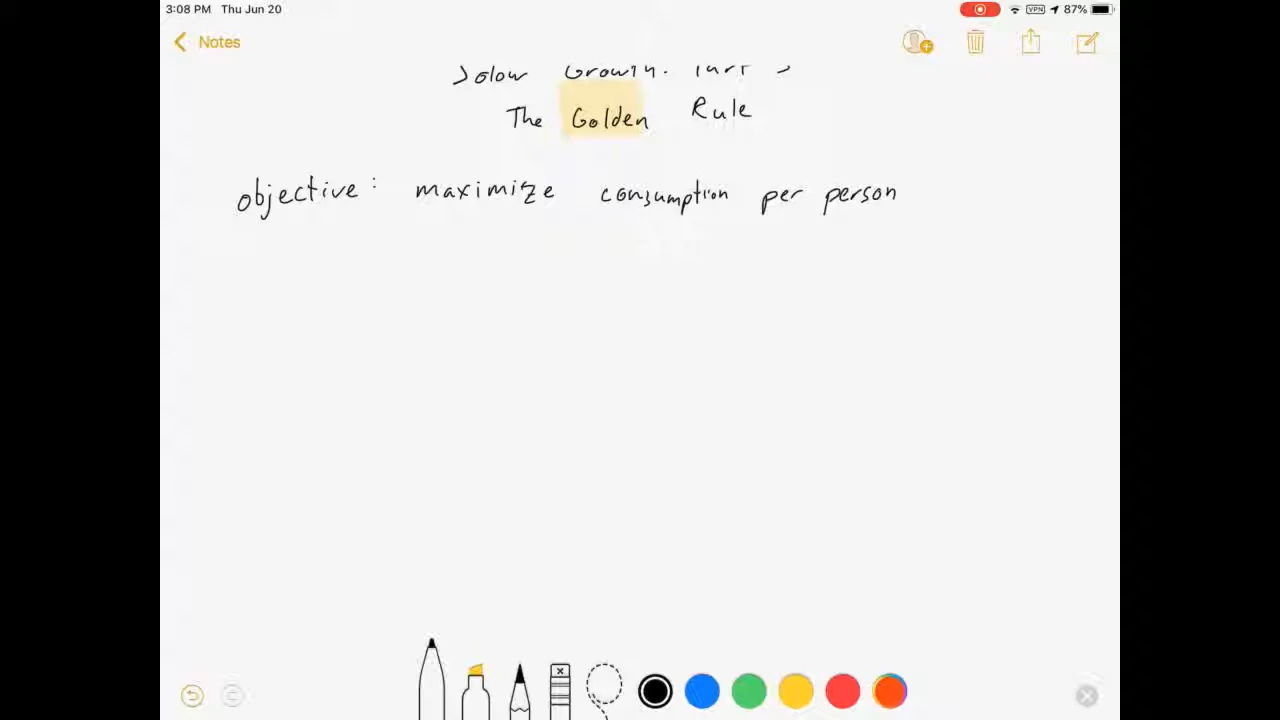 3:08 PM Thu Jun 20
VPN 87%
Notes
Solow Growth: Part
The Golden Rule
objective: maximize consumption per person